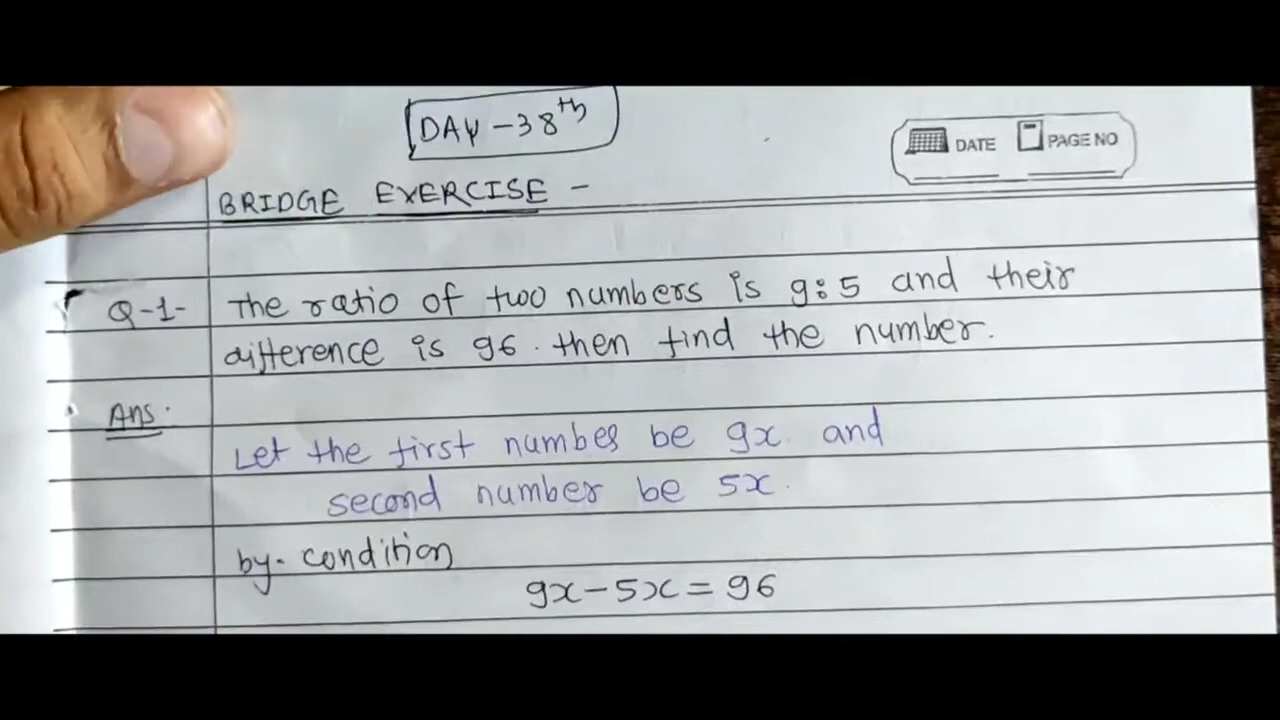 DAY - 38th
DATE PAGE NO
BRIDGE EXERCISE -
Q-1- The ratio of two numbers is 9:5 and their
difference is 96. then find the number.
Ans.
Let the first number be 9x. and
second number be 5x.
by. condition
9x - 5x = 96